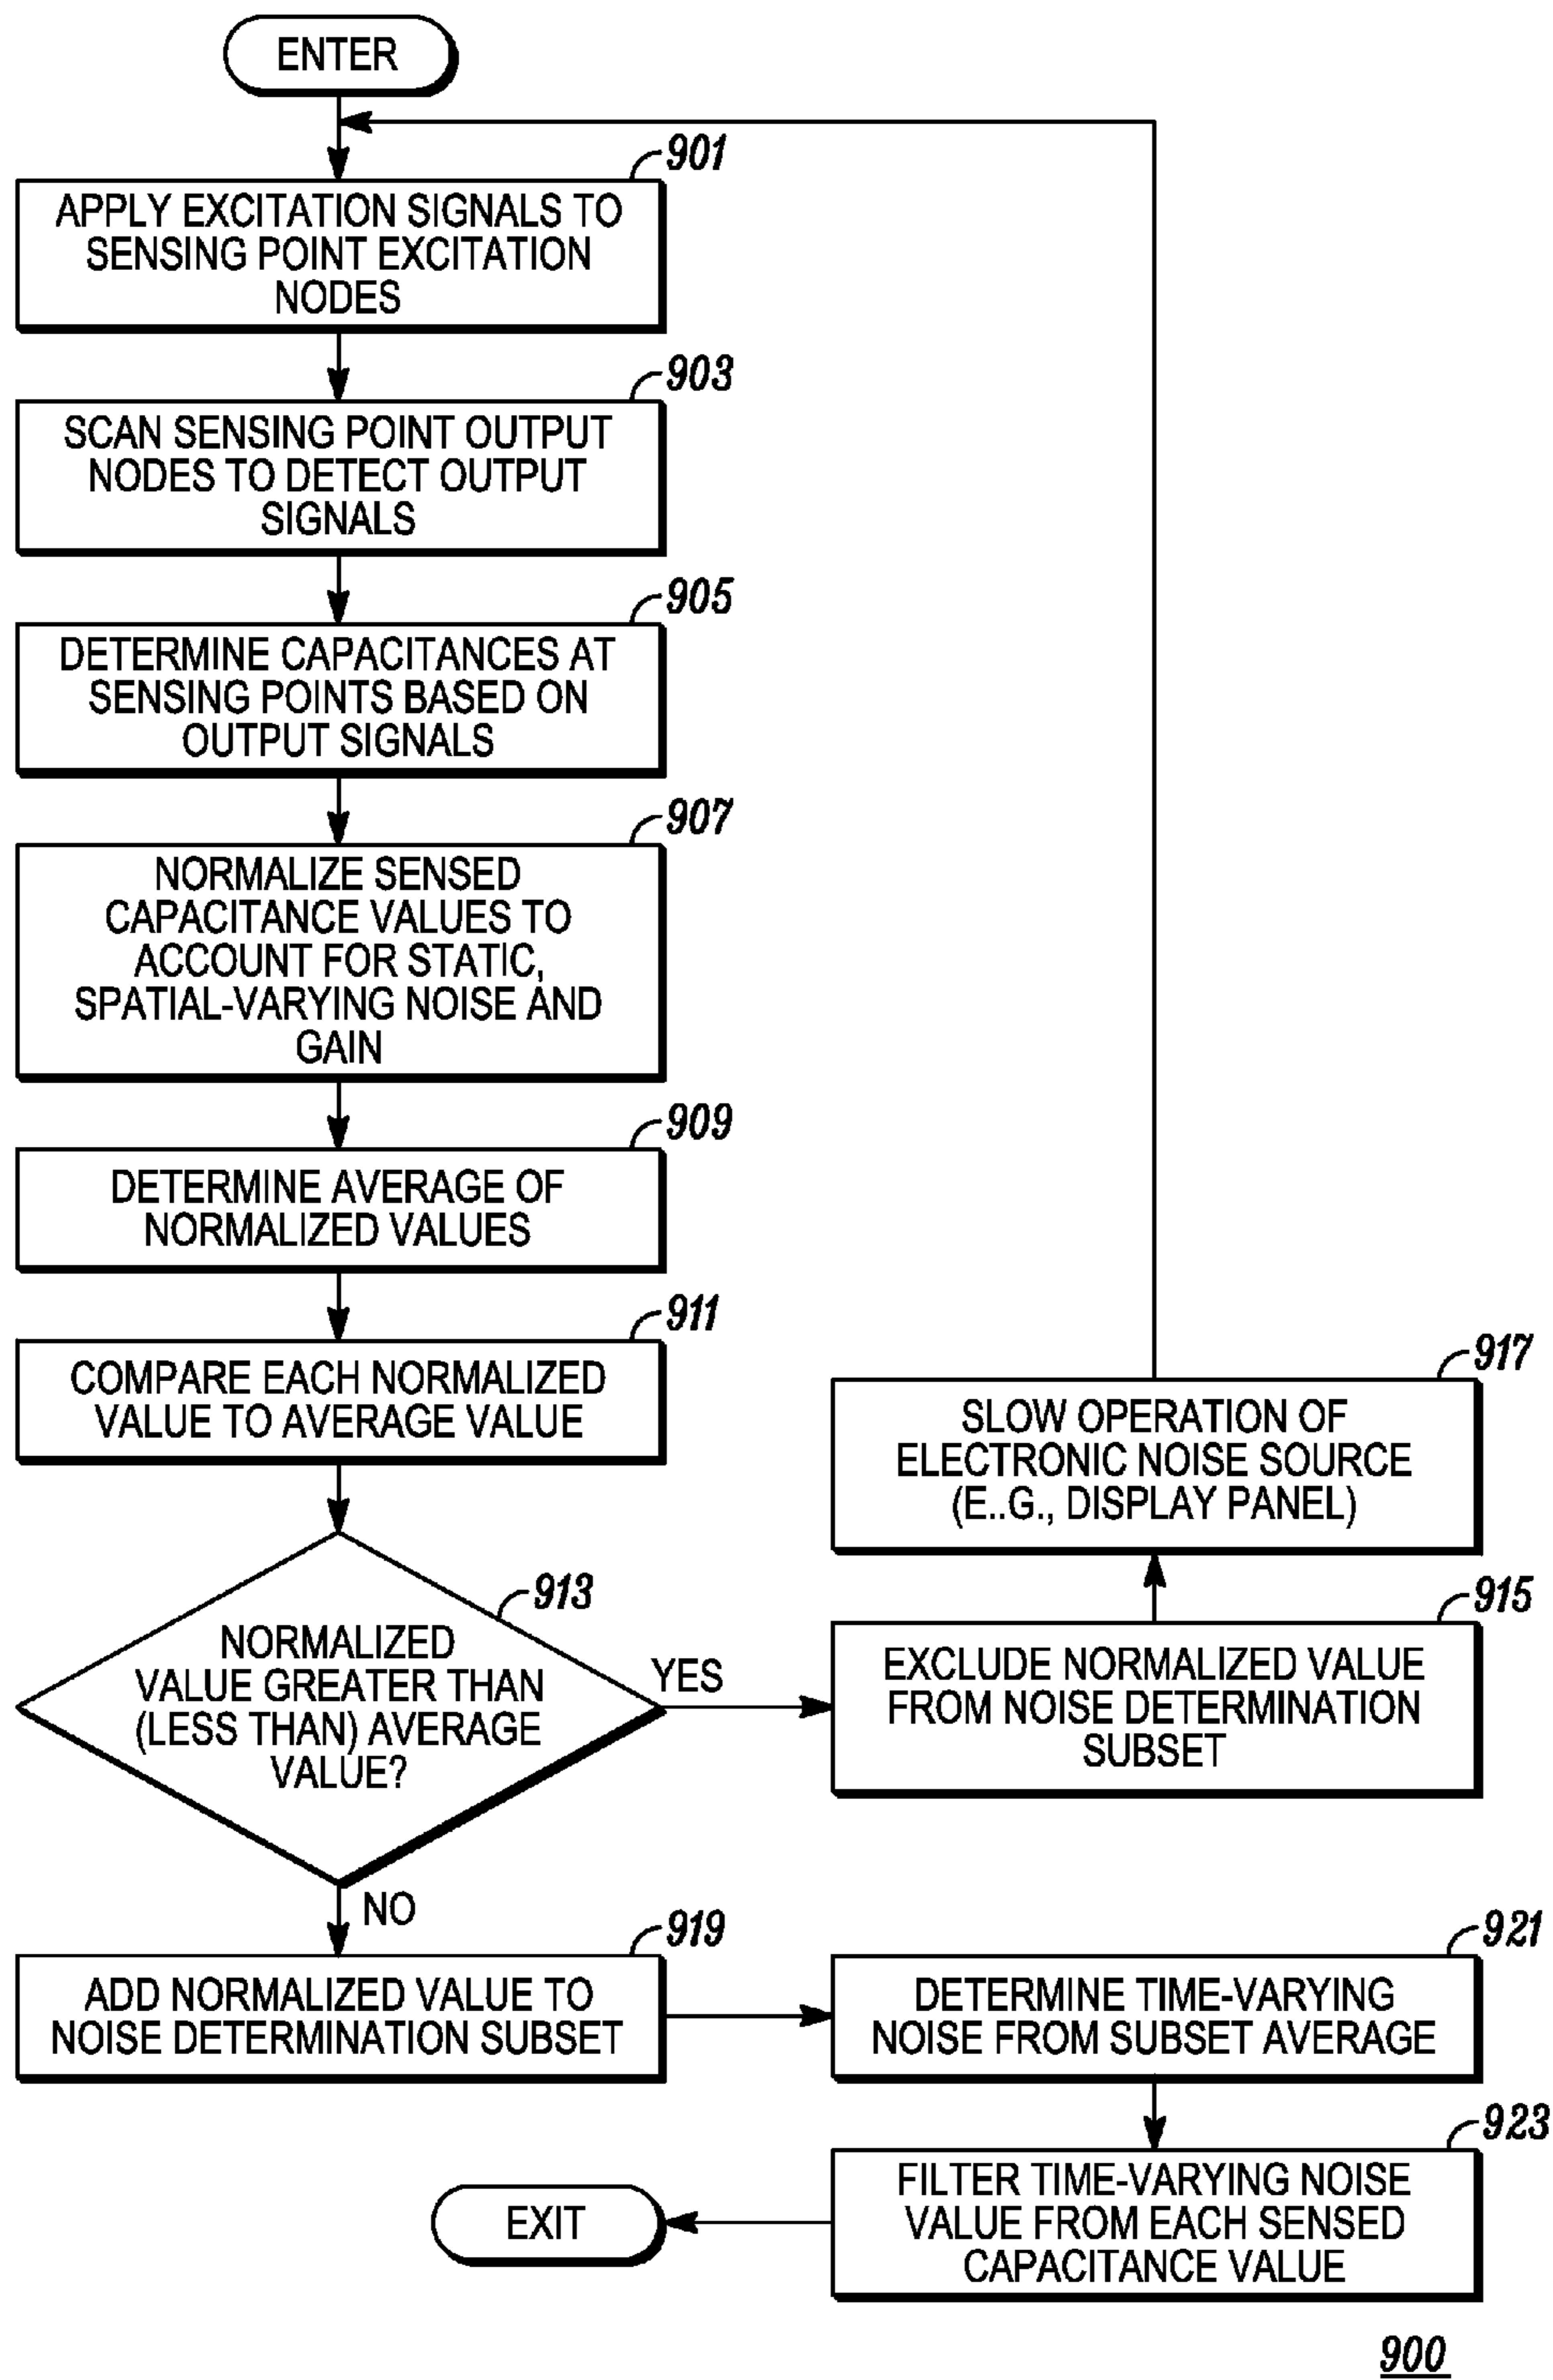 ENTER
901
APPLY EXCITATION SIGNALS TO
SENSING POINT EXCITATION
NODES
903
SCAN SENSING POINT OUTPUT
NODES TO DETECT OUTPUT
SIGNALS
905
DETERMINE CAPACITANCES AT
SENSING POINTS BASED ON
OUTPUT SIGNALS
907
NORMALIZE SENSED
CAPACITANCE VALUES TO
ACCOUNT FOR STATIC,
SPATIAL-VARYING NOISE AND
GAIN
909
DETERMINE AVERAGE OF
NORMALIZED VALUES
911
COMPARE EACH NORMALIZED
VALUE TO AVERAGE VALUE
913
NORMALIZED
VALUE GREATER THAN
(LESS THAN) AVERAGE
VALUE?
YES
915
EXCLUDE NORMALIZED VALUE
FROM NOISE DETERMINATION
SUBSET
917
SLOW OPERATION OF
ELECTRONIC NOISE SOURCE
(E..G., DISPLAY PANEL)
NO
919
ADD NORMALIZED VALUE TO
NOISE DETERMINATION SUBSET
921
DETERMINE TIME-VARYING
NOISE FROM SUBSET AVERAGE
923
FILTER TIME-VARYING NOISE
VALUE FROM EACH SENSED
CAPACITANCE VALUE
EXIT
900